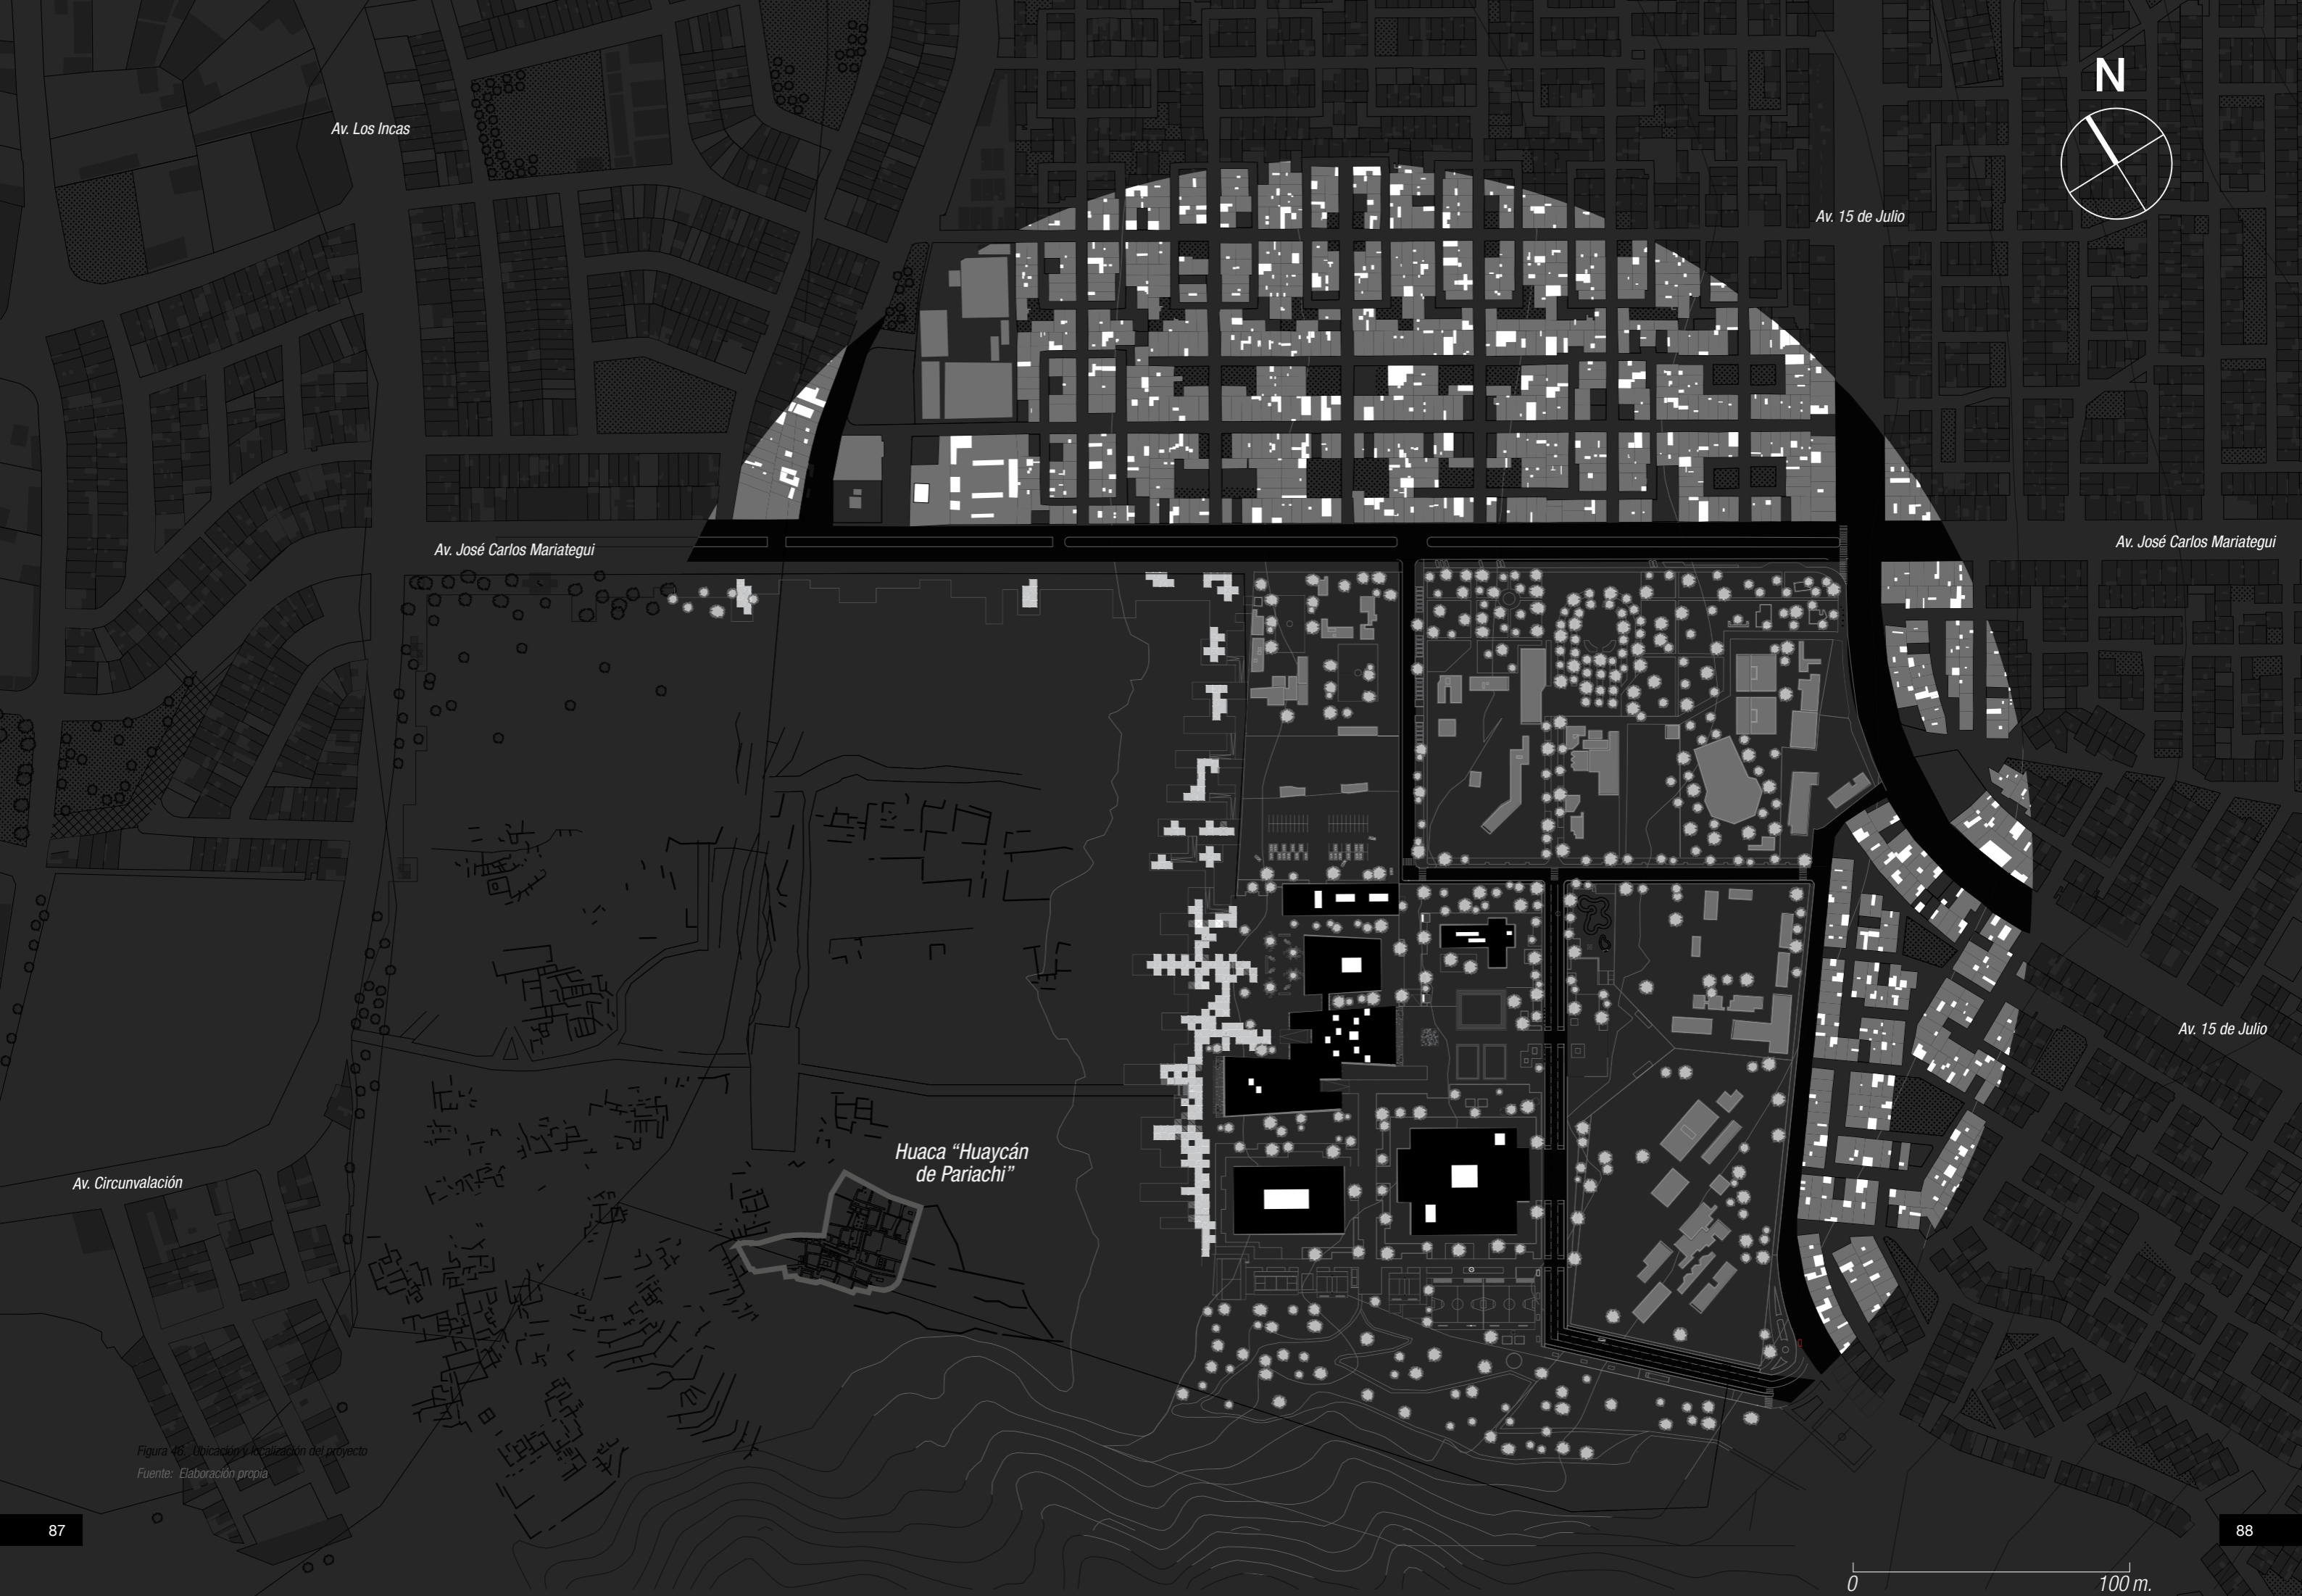 N
Av. Los Incas
Av. 15 de Julio
Av. José Carlos Mariategui
Av. José Carlos Mariategui
Av. 15 de Julio
Huaca “Huaycán
de Pariachi”
Av. Circunvalación
Figura 46. Ubicación y localización del proyecto
Fuente: Elaboración propia
87
88
0
100 m.